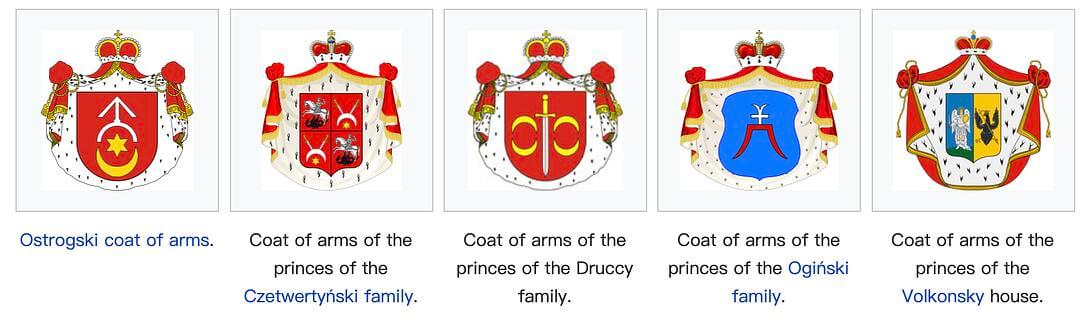 Ostrogski coat of arms.
Coat of arms of the
princes of the
Czetwertyński family.
Coat of arms of the
princes of the Druccy
family.
Coat of arms of the
princes of the Ogiński
family.
Coat of arms of the
princes of the
Volkonsky house.